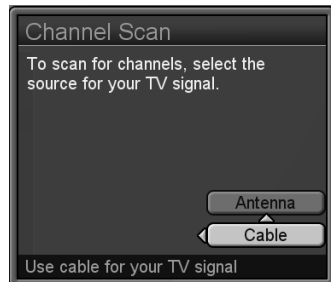 Channel Scan
To scan for channels, select the
source for your TV signal.
Antenna
Cable
Use cable for your TV signal